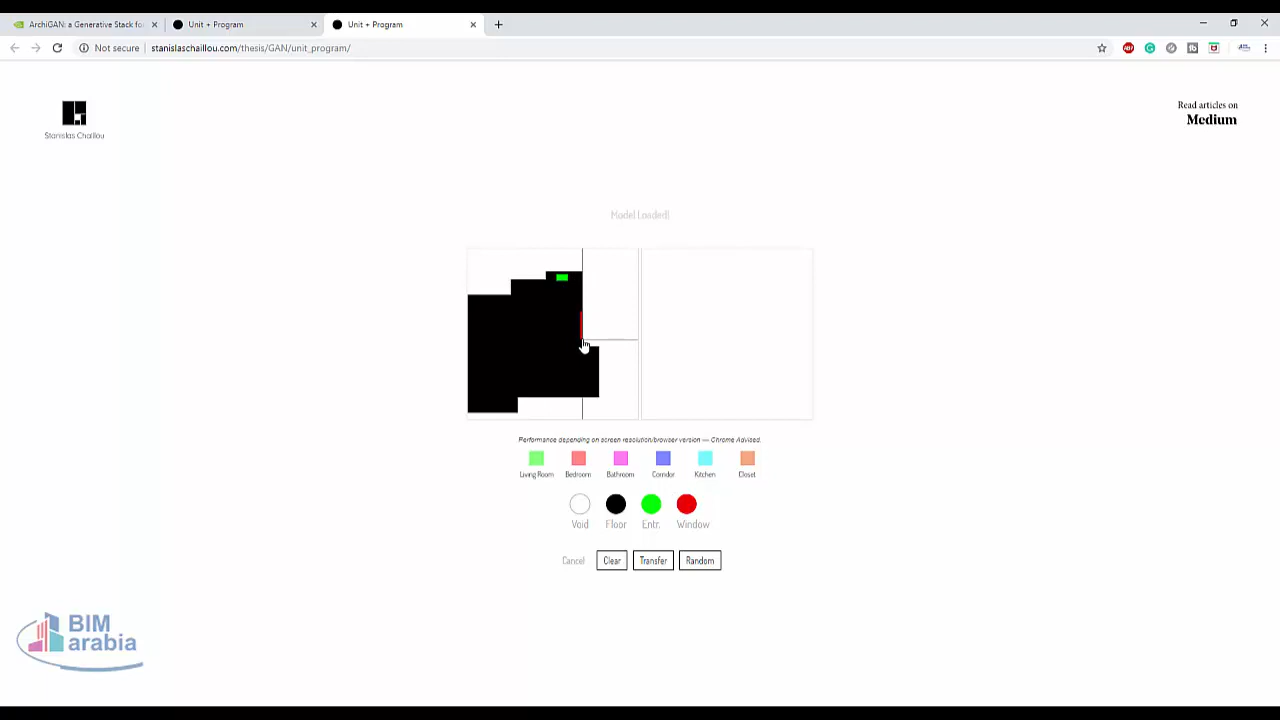 ArchiGAN: a Generative Stack for
Unit + Program
Unit + Program
Not secure
stanislaschaillou.com/thesis/GAN/unit_program/
Stanislas Chaillou
Read articles on
Medium
Model Loaded!
Performance depending on screen resolution/browser version — Chrome Advised.
Living Room
Bedroom
Bathroom
Corridor
Kitchen
Closet
Void
Floor
Entr.
Window
Cancel
Clear
Transfer
Random
BIM
arabia